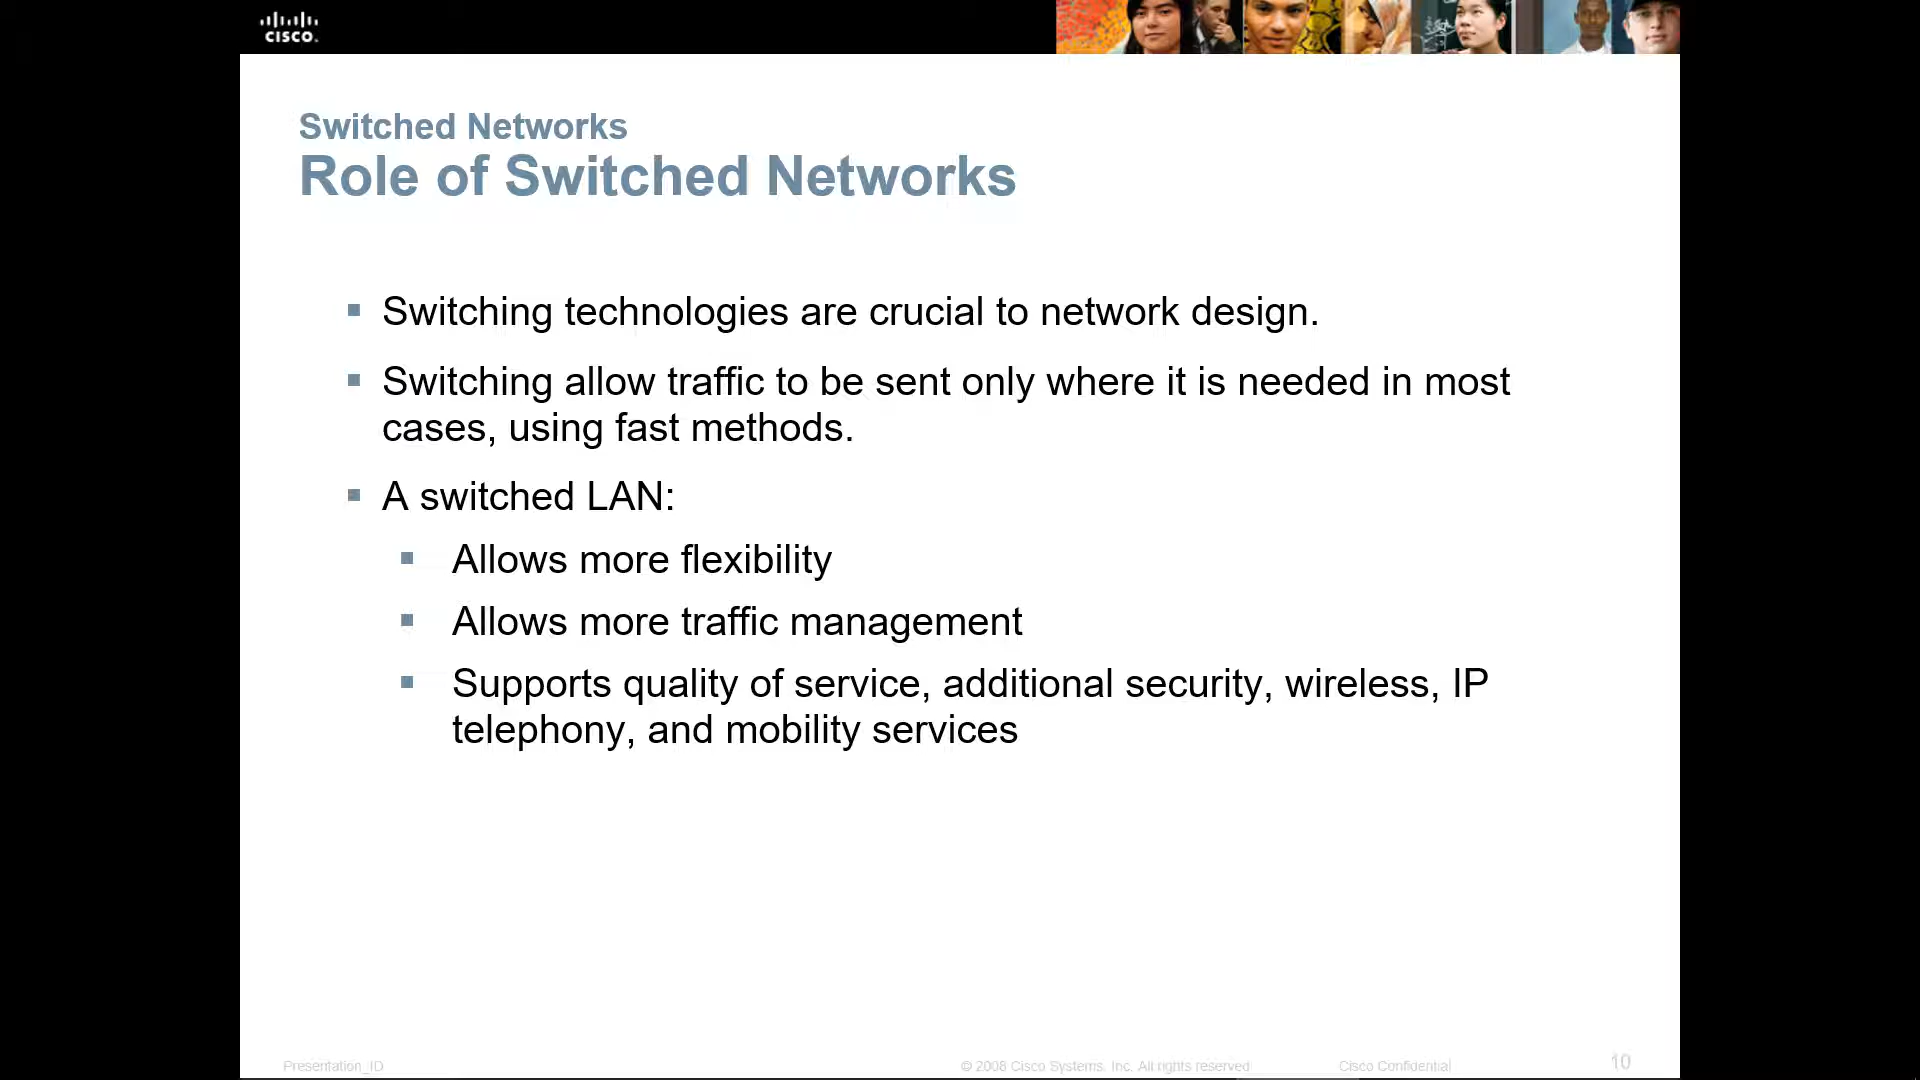 CISCO.
Switched Networks
Role of Switched Networks
Switching technologies are crucial to network design.
Switching allow traffic to be sent only where it is needed in most
cases, using fast methods.
A switched LAN:
Allows more flexibility
Allows more traffic management
Supports quality of service, additional security, wireless, IP
telephony, and mobility services
Presentation_ID © 2008 Cisco Systems, Inc. All rights reserved Cisco Confidential 10